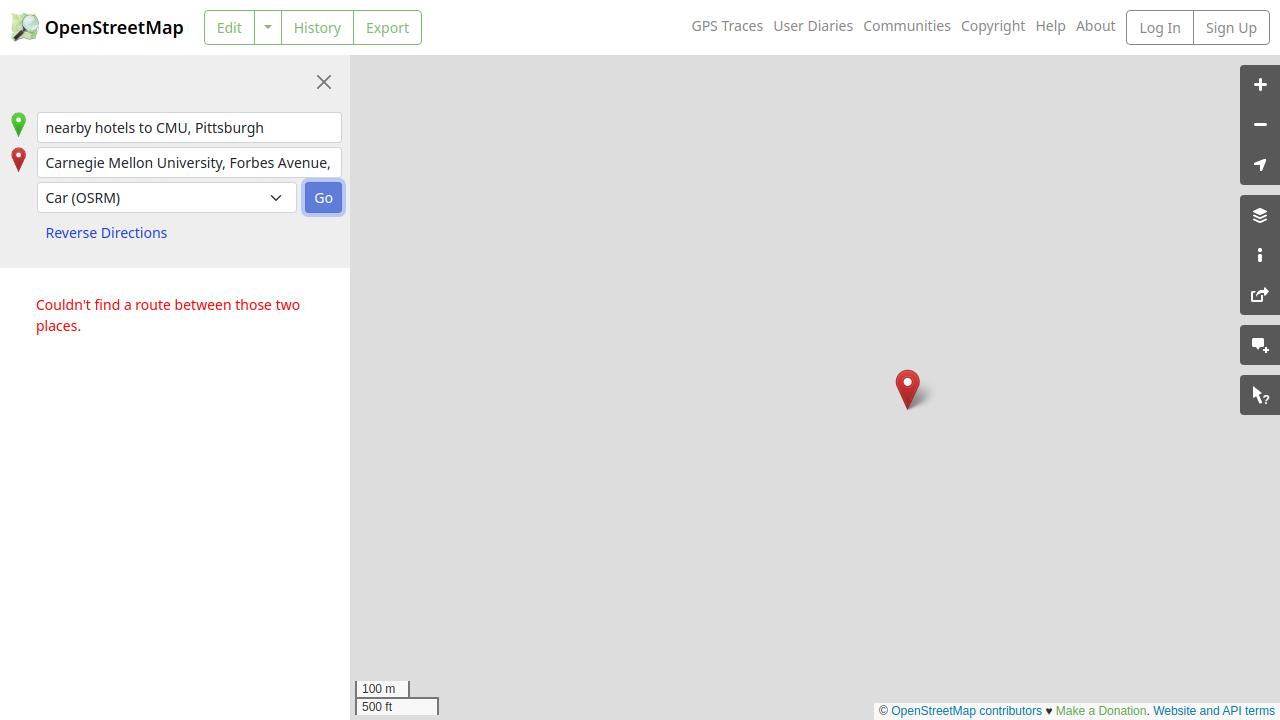 OpenStreetMap
Edit
History
Export
GPS Traces
User Diaries
Communities
Copyright
Help
About
Log In
Sign Up
nearby hotels to CMU, Pittsburgh
Carnegie Mellon University, Forbes Avenue,
Car (OSRM)
Go
Reverse Directions
Couldn't find a route between those two
places.
100 m
500 ft
© OpenStreetMap contributors ♥ Make a Donation. Website and API terms